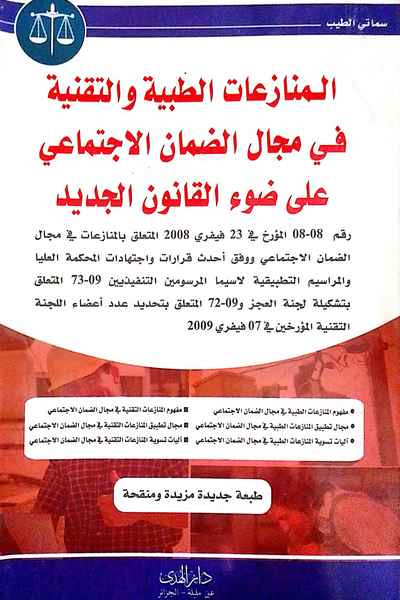 سماتي الطيب
المنازعات الطبية والتقنية
في مجال الضمان الاجتماعي
على ضوء القانون الجديد
رقم 08-08 المؤرخ في 23 فيفري 2008 المتعلق بالمنازعات في مجال
الضمان الاجتماعي ووفق أحدث قرارات واجتهادات المحكمة العليا
والمراسيم التطبيقية لاسيما المرسومين التنفيذيين 09-73 المتعلق
بتشكيلة لجنة العجز و09-72 المتعلق بتحديد عدد أعضاء اللجنة
التقنية المؤرخين في 07 فيفري 2009
مفهوم المنازعات الطبية في مجال الضمان الاجتماعي
مجال تطبيق المنازعات الطبية في مجال الضمان الاجتماعي
آليات تسوية المنازعات الطبية في مجال الضمان الاجتماعي
مفهوم المنازعات التقنية في مجال الضمان الاجتماعي
مجال تطبيق المنازعات التقنية في مجال الضمان الاجتماعي
آليات تسوية المنازعات التقنية في مجال الضمان الاجتماعي
طبعة جديدة مزيدة ومنقحة
دار الهدى
عين مليلة - الجزائر